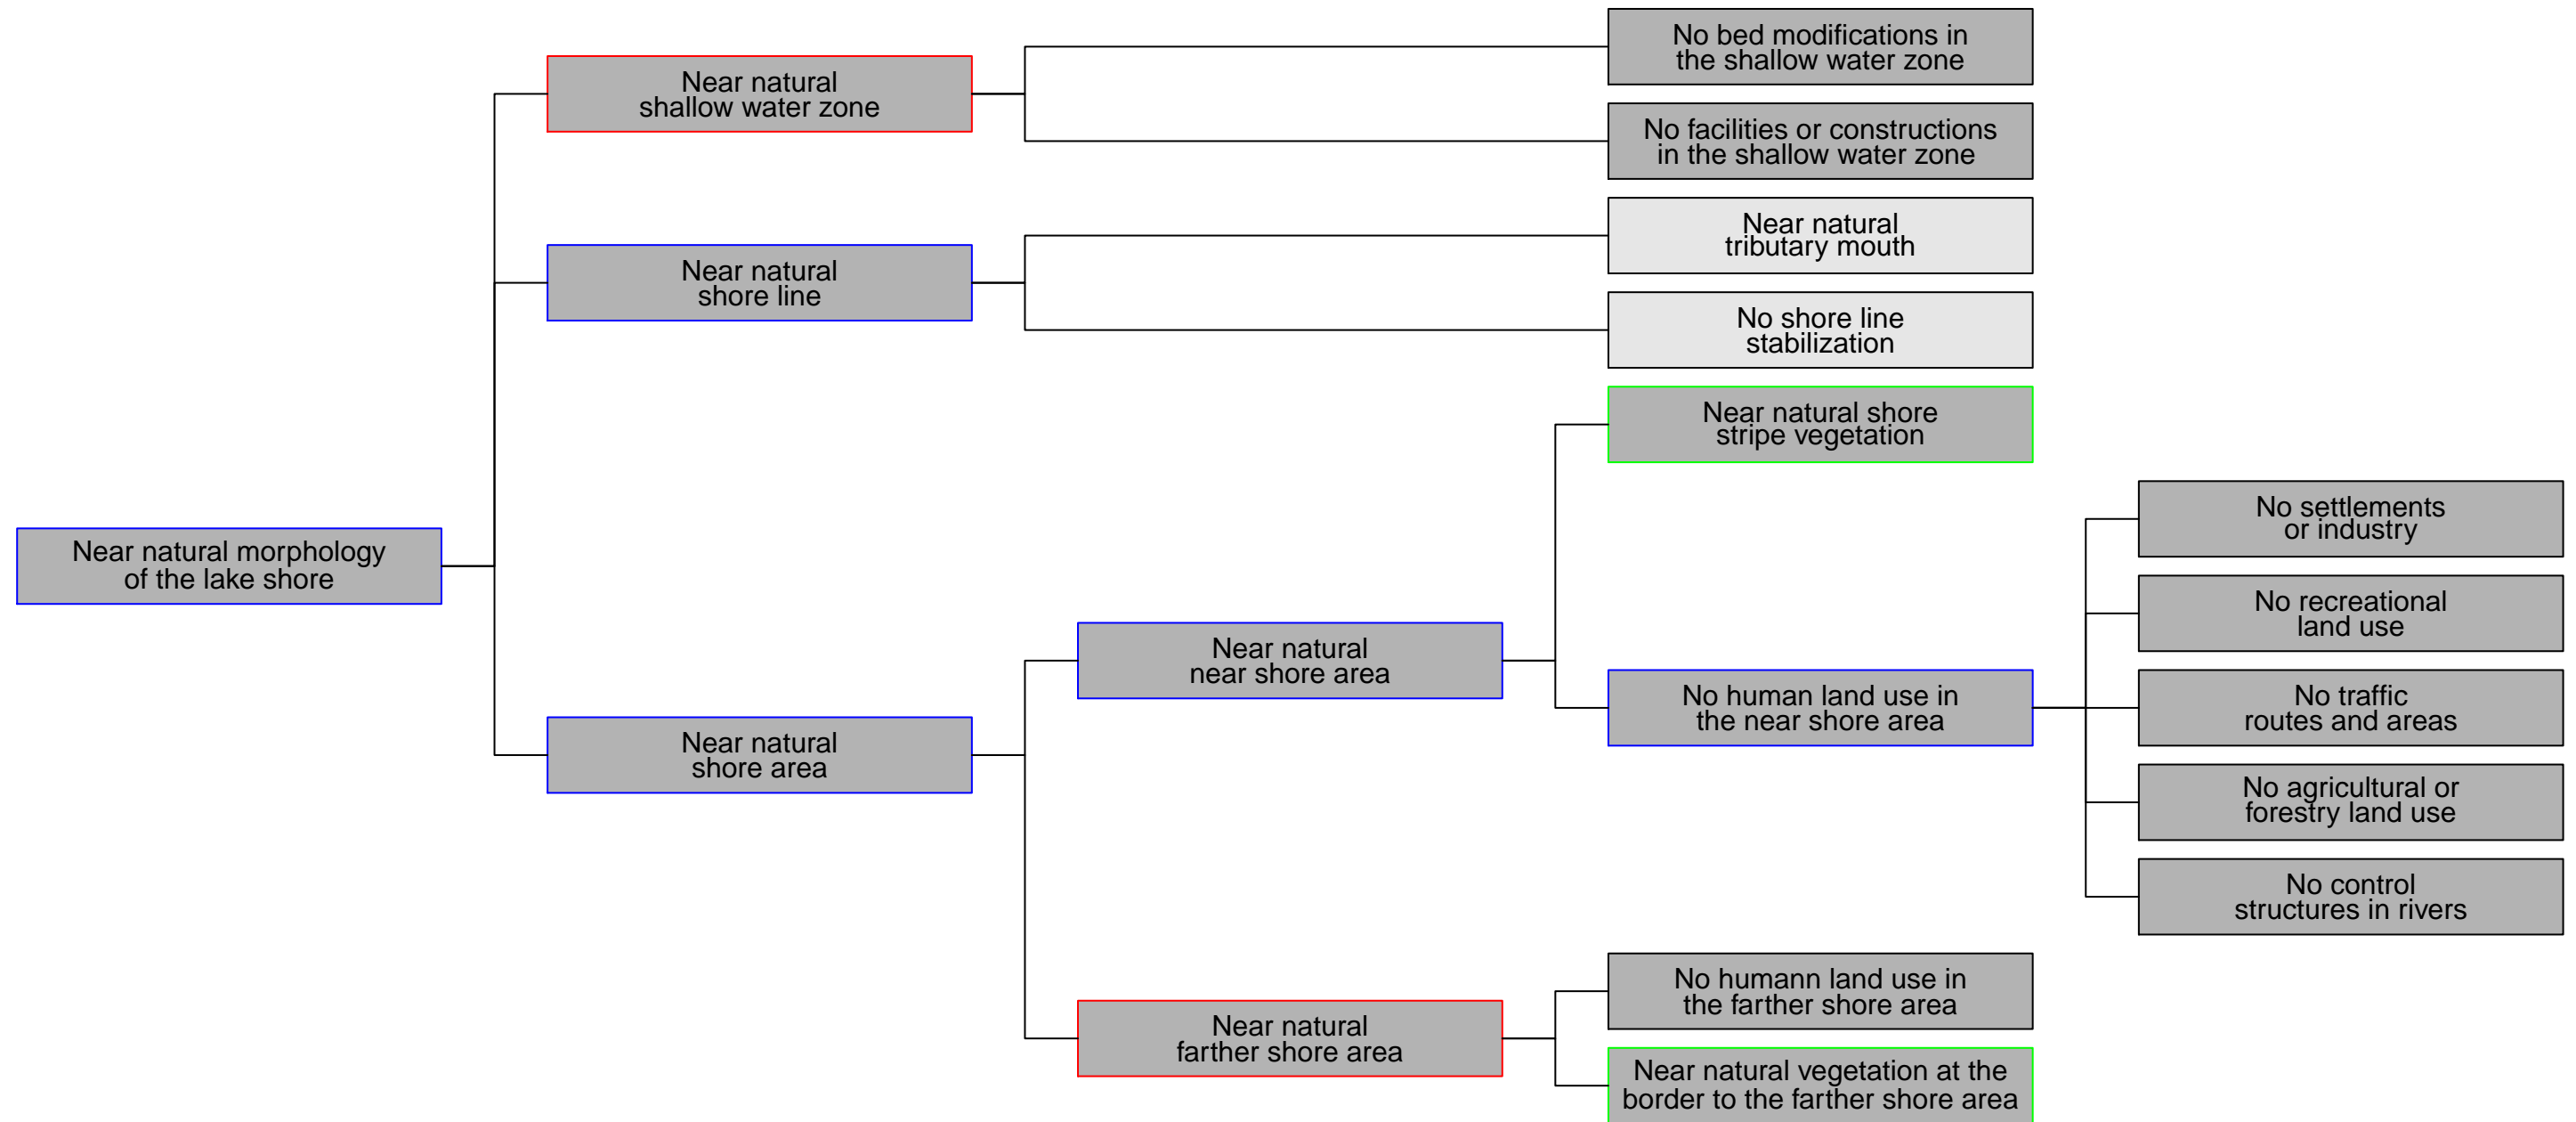 No bed modifications in
the shallow water zone
Near natural
shallow water zone
No facilities or constructions
in the shallow water zone
Near natural
tributary mouth
Near natural
shore line
No shore line
stabilization
Near natural shore
stripe vegetation
No settlements
or industry
Near natural morphology
of the lake shore
No recreational
land use
Near natural
near shore area
No human land use in
the near shore area
No traffic
routes and areas
Near natural
shore area
No agricultural or
forestry land use
No control
structures in rivers
No humann land use in
the farther shore area
Near natural
farther shore area
Near natural vegetation at the
border to the farther shore area